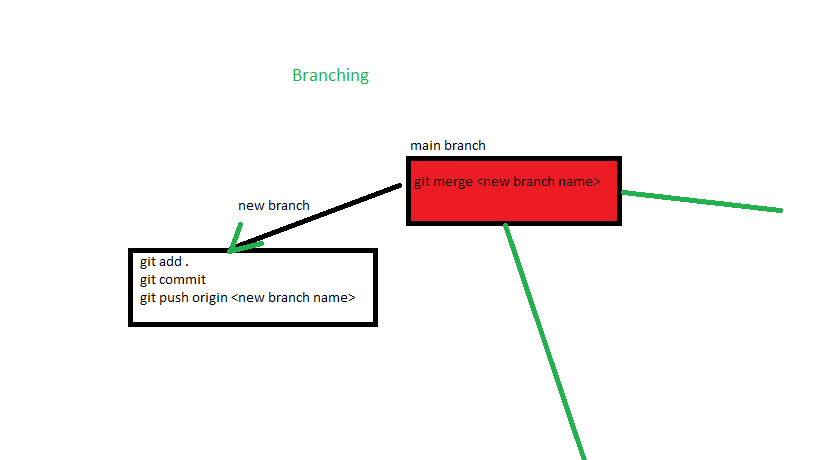 Branching
main branch
git merge <new branch name>
new branch
git add .
git commit
git push origin <new branch name>